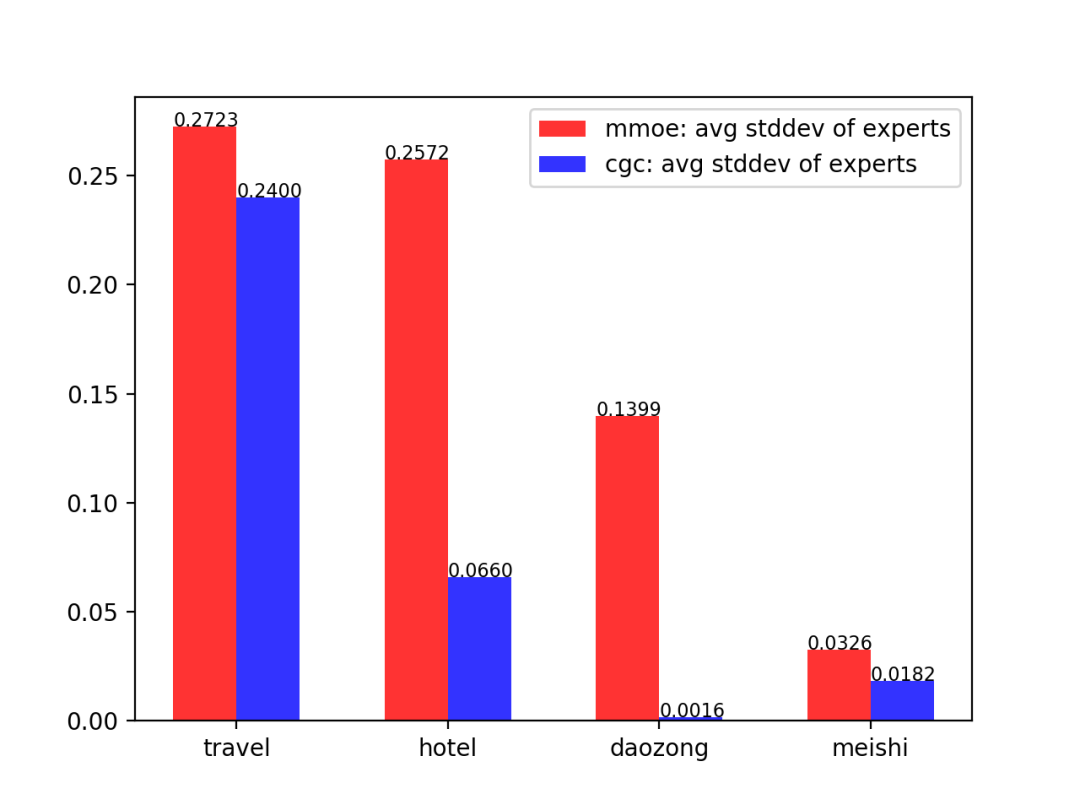 0.2723
0.2400
0.2572
0.0660
0.1399
0.0016
0.0326
0.0182
mmoe: avg stddev of experts
cgc: avg stddev of experts
0.25
0.20
0.15
0.10
0.05
0.00
travel
hotel
daozong
meishi